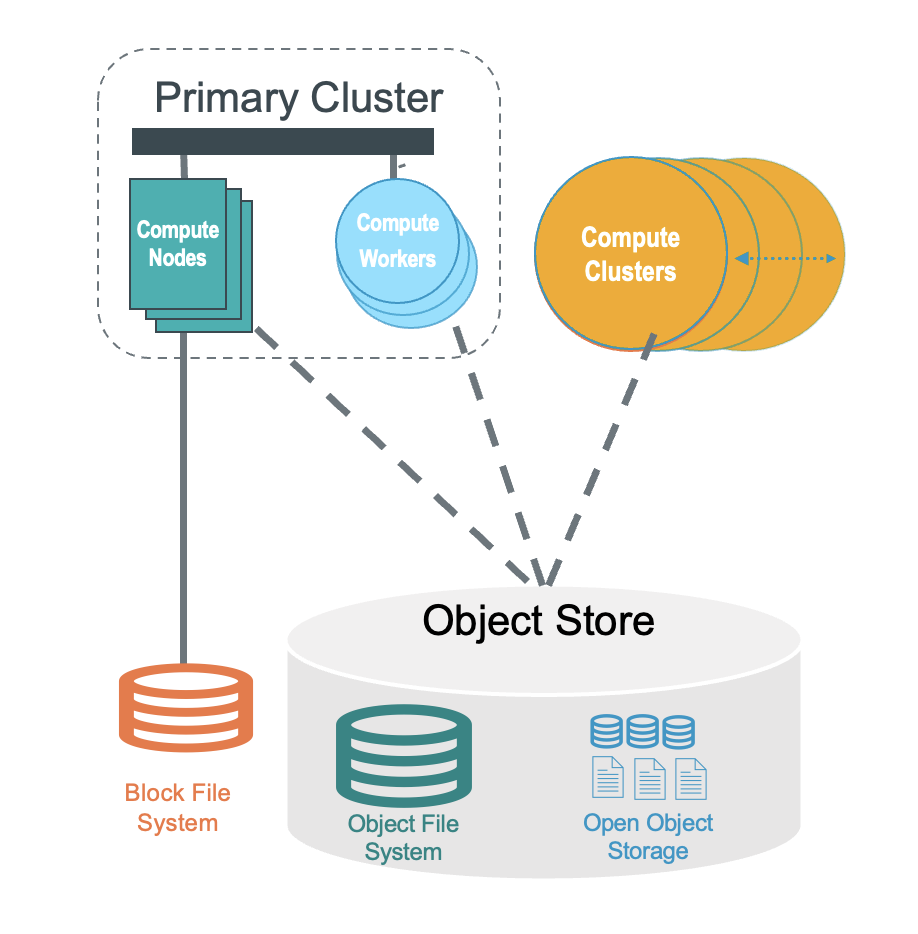 Primary Cluster
Compute
Nodes
Compute
Workers
Compute
Clusters
Object Store
Block File
System
Object File
System
Open Object
Storage